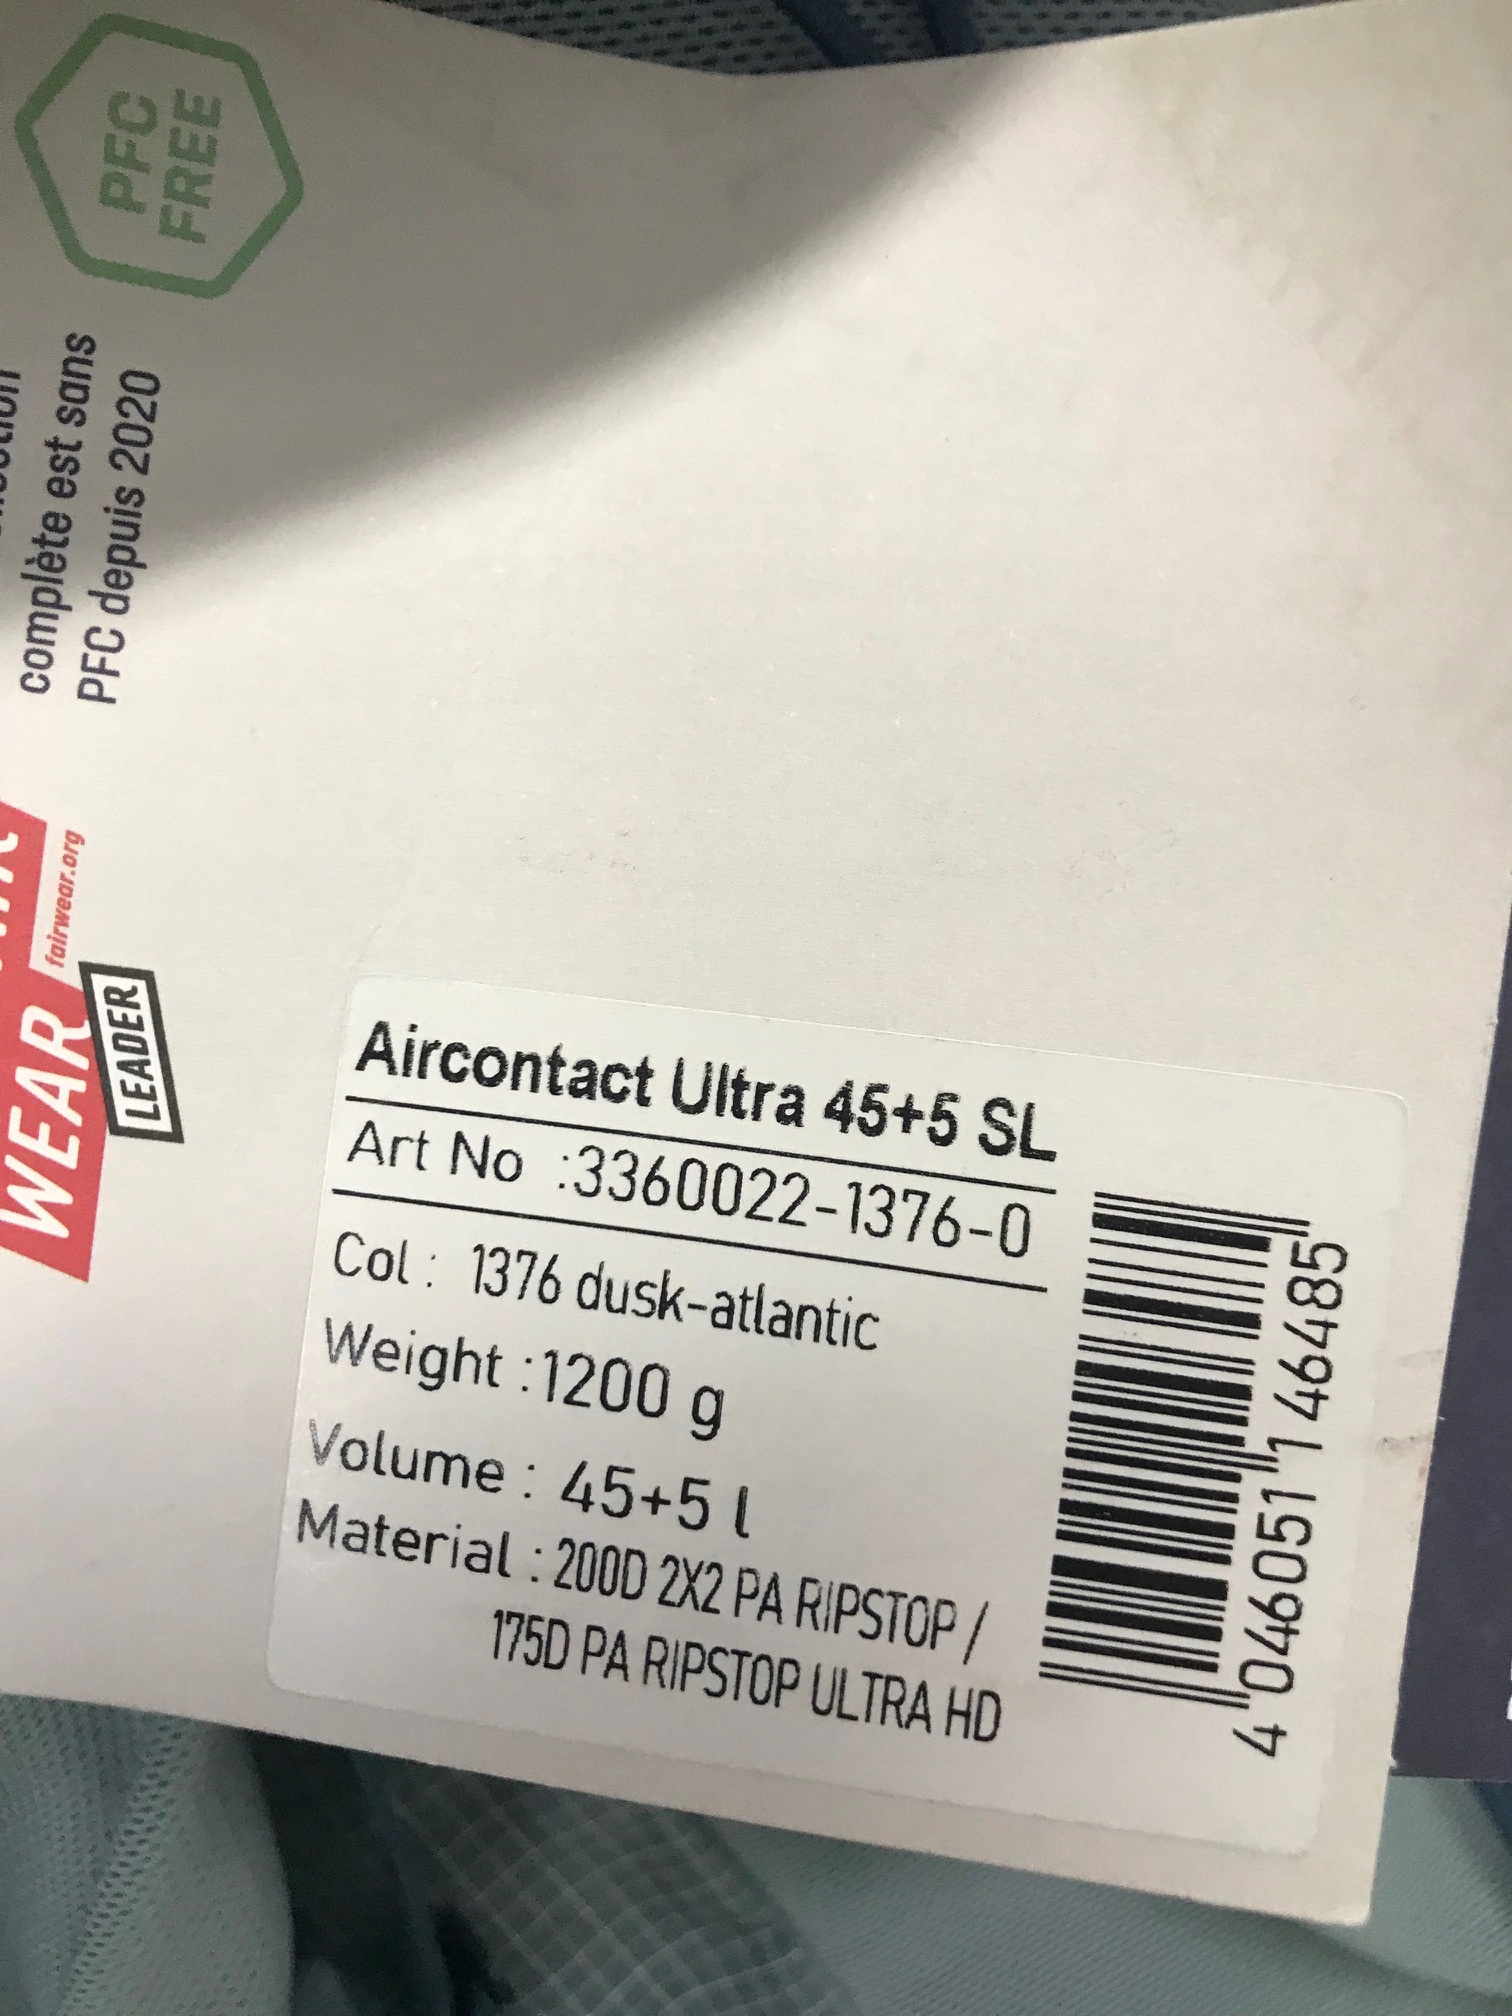 PFC
FREE
complète est sans
PFC depuis 2020
fairwear.org
WEAR
LEADER
Aircontact Ultra 45+5 SL
Art No :3360022-1376-0
Col : 1376 dusk-atlantic
Weight :1200 g
Volume : 45+5 l
Material : 200D 2X2 PA RIPSTOP /
175D PA RIPSTOP ULTRA HD
4 046051 146485